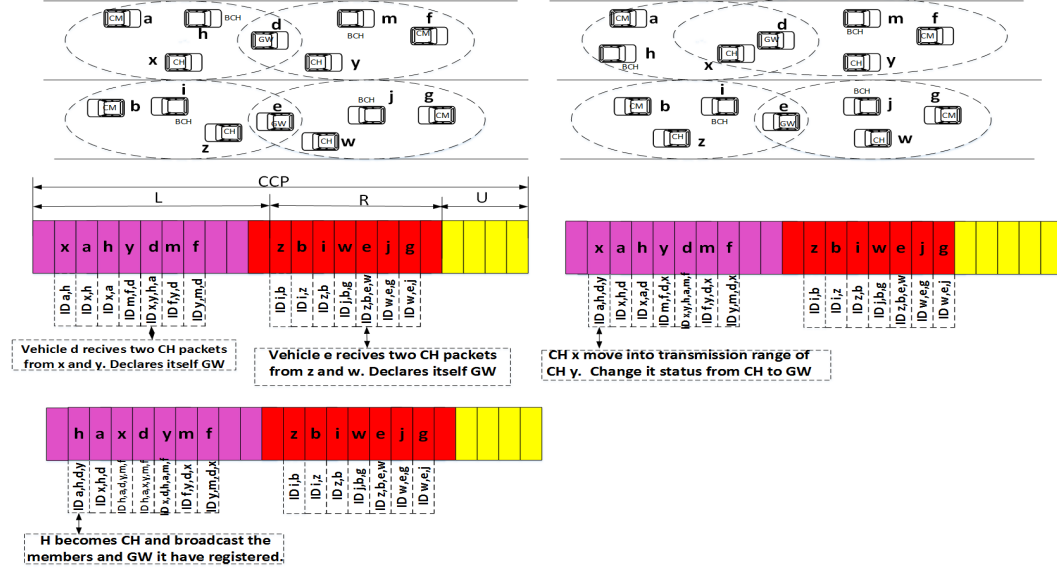 CM a h BCH d GW m BCH f CM
x CH CH y
i j g
CM b BCH e GW BCH CM
CH z CH w
CM a d GW m f CM
h BCH x CH CH y BCH
i j g
CM b BCH e GW BCH CM
CH z CH w
CCP
L R U
x a h y d m f z b i w e j g
ID a,h
ID x,h
ID x,a
ID m,f,d
ID x,y,h,a
ID f,y,d
ID y,m,d
ID i,b
ID i,z
ID z,b
ID j,b,g
ID z,b,e,w
ID w,e,g
ID w,e,j
Vehicle d recives two CH packets
from x and y. Declares itself GW
Vehicle e recives two CH packets
from z and w. Declares itself GW
x a h y d m f z b i w e j g
ID a,h,d,y
ID x,h,d
ID x,a,d
ID m,f,d,x
ID x,y,h,a,m,f
ID f,y,d,x
ID y,m,d,x
ID i,b
ID i,z
ID z,b
ID j,b,g
ID z,b,e,w
ID w,e,g
ID w,e,j
CH x move into transmission range of
CH y. Change it status from CH to GW
h a x d y m f z b i w e j g
ID a,h,d,y
ID x,h,d
ID h,a,d,y,m,f
ID h,a,x,y,m,f
ID x,d,h,a,m,f
ID f,y,d,x
ID y,m,d,x
ID i,b
ID i,z
ID z,b
ID j,b,g
ID z,b,e,w
ID w,e,g
ID w,e,j
H becomes CH and broadcast the
members and GW it have registered.